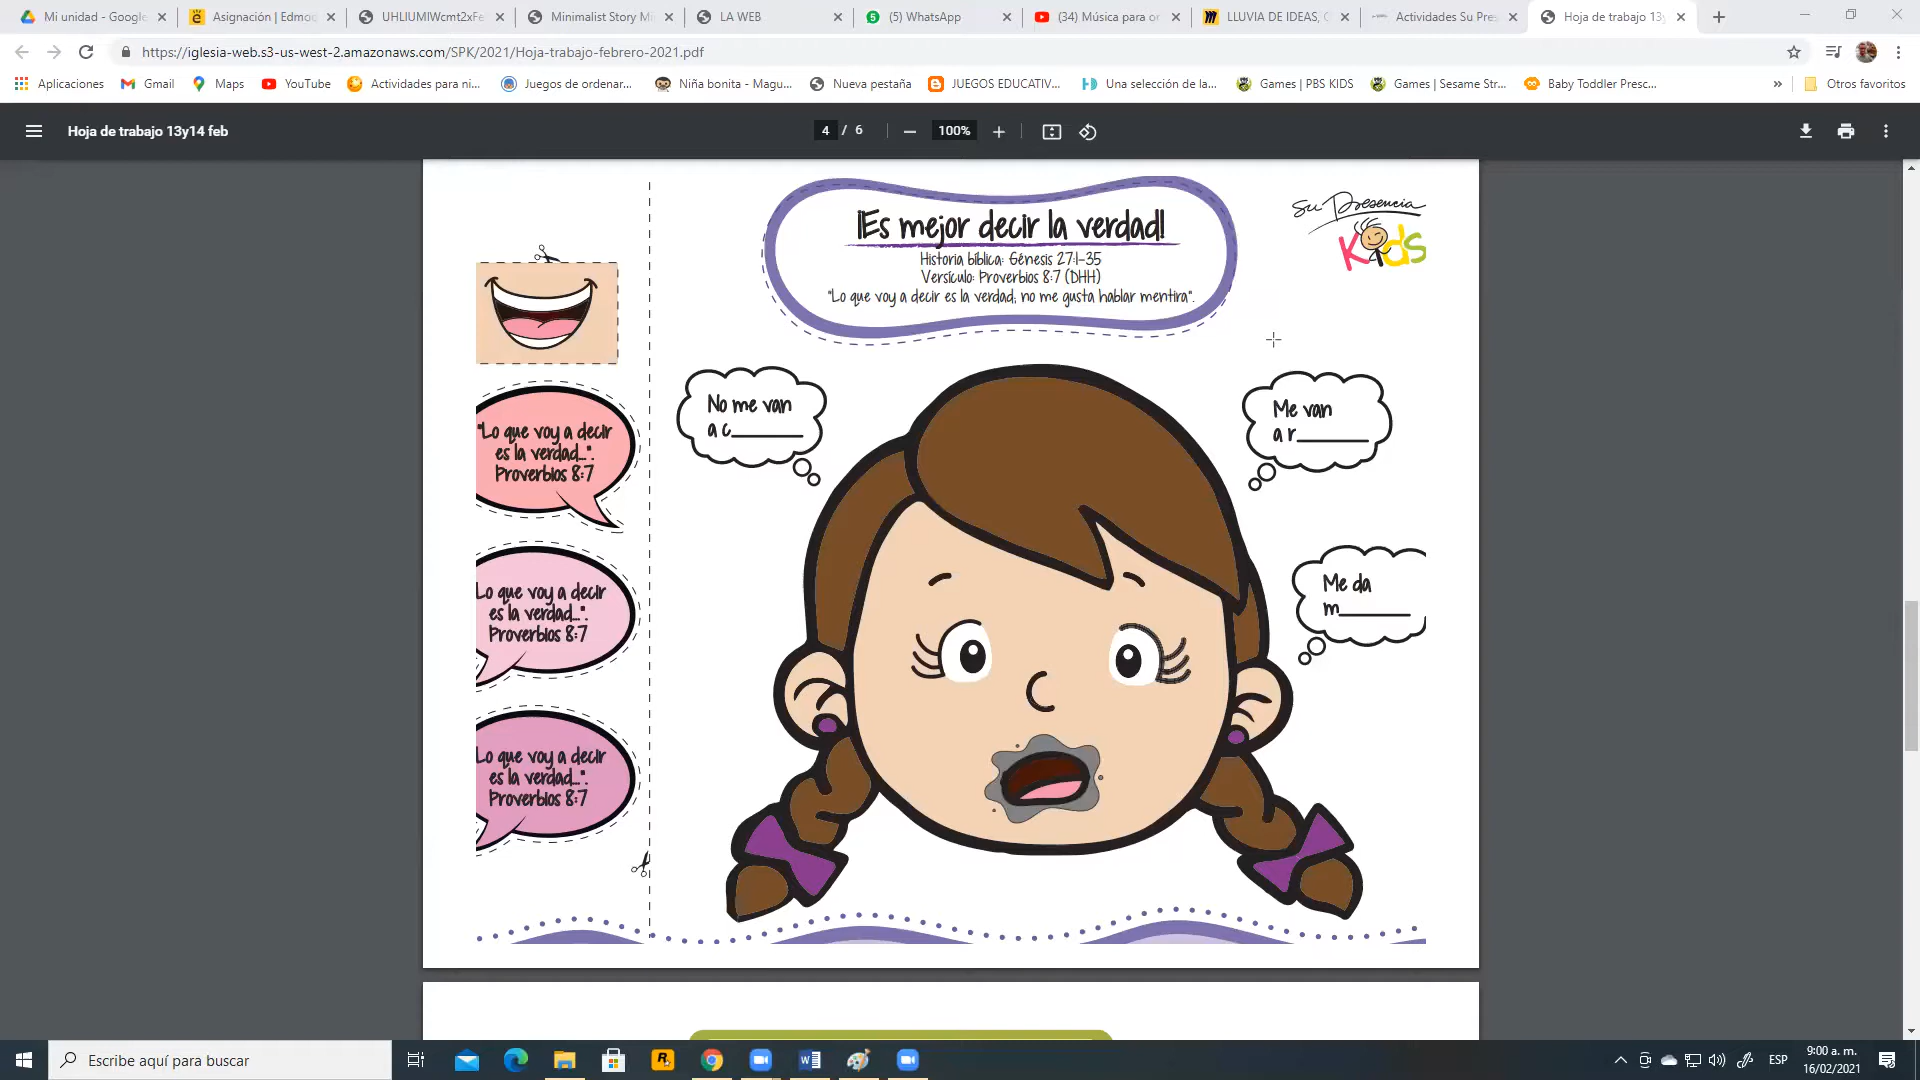 Mi unidad - Google
Asignación | Edmod
UHLIUMIWcmt2xFe
Minimalist Story Mi
LA WEB
(5) WhatsApp
(34) Música para or
LLUVIA DE IDEAS, C
Actividades Su Pres
Hoja de trabajo 13y
https://iglesia-web.s3-us-west-2.amazonaws.com/SPK/2021/Hoja-trabajo-febrero-2021.pdf
Aplicaciones
Gmail
Maps
YouTube
Actividades para ni...
Juegos de ordenar...
Niña bonita - Magu...
Nueva pestaña
JUEGOS EDUCATIV...
Una selección de la...
Games | PBS KIDS
Games | Sesame Str...
Baby Toddler Presc...
»
Otros favoritos
Hoja de trabajo 13y14 feb
4 / 6
100%
Su Presencia
Kids
¡Es mejor decir la verdad!
Historia bíblica: Génesis 27:1-35
Versículo: Proverbios 8:7 (DHH)
"Lo que voy a decir es la verdad; no me gusta hablar mentira".
No me van
a c________
Me van
a r________
Me da
m________
"Lo que voy a decir
es la verdad...".
Proverbios 8:7
Lo que voy a decir
es la verdad...".
Proverbios 8:7
Lo que voy a decir
es la verdad...".
Proverbios 8:7
Escribe aquí para buscar
ESP
9:00 a. m.
16/02/2021